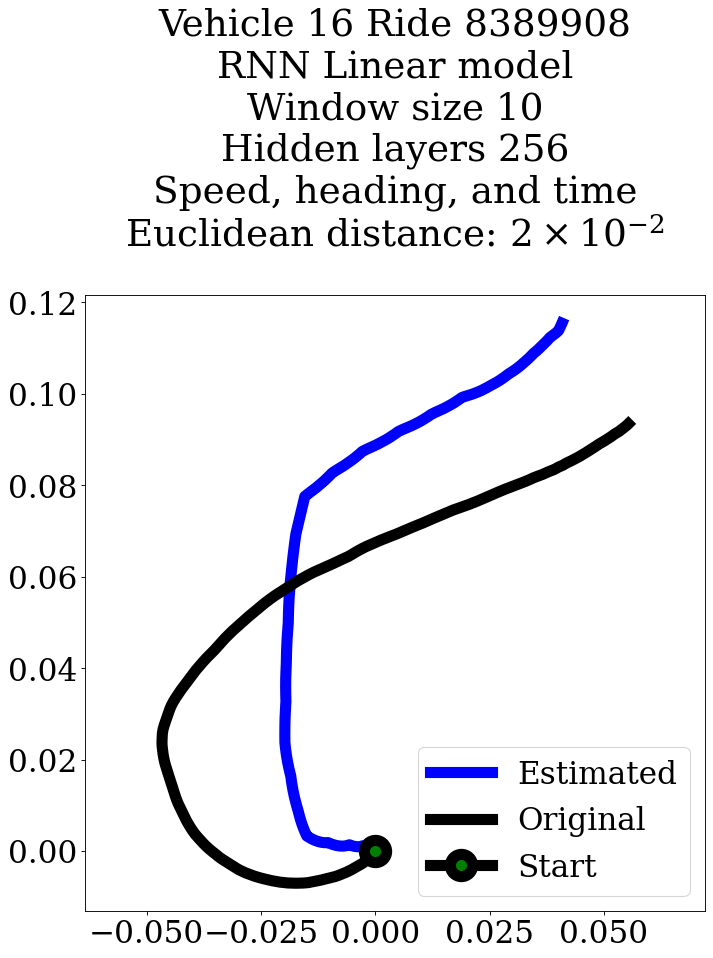 Vehicle 16 Ride 8389908
RNN Linear model
Window size 10
Hidden layers 256
Speed, heading, and time
Euclidean distance: $2 \times 10^{-2}$
0.12
0.10
0.08
0.06
0.04
0.02
0.00
Estimated
Original
Start
−0.050 −0.025 0.000 0.025 0.050